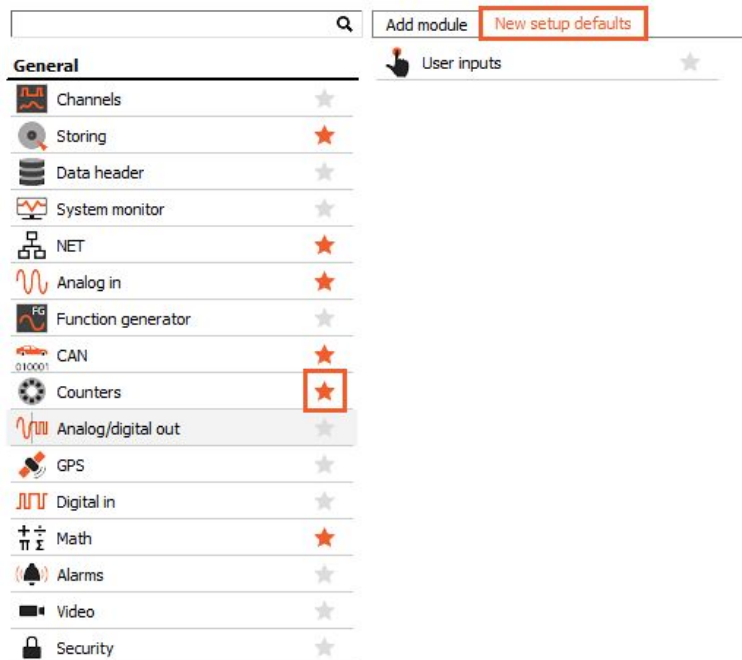 Add module New setup defaults
General
User inputs
Channels
Storing
Data header
System monitor
NET
Analog in
FG Function generator
010001 CAN
Counters
Analog/digital out
GPS
Digital in
+ ÷ π Σ Math
Alarms
Video
Security